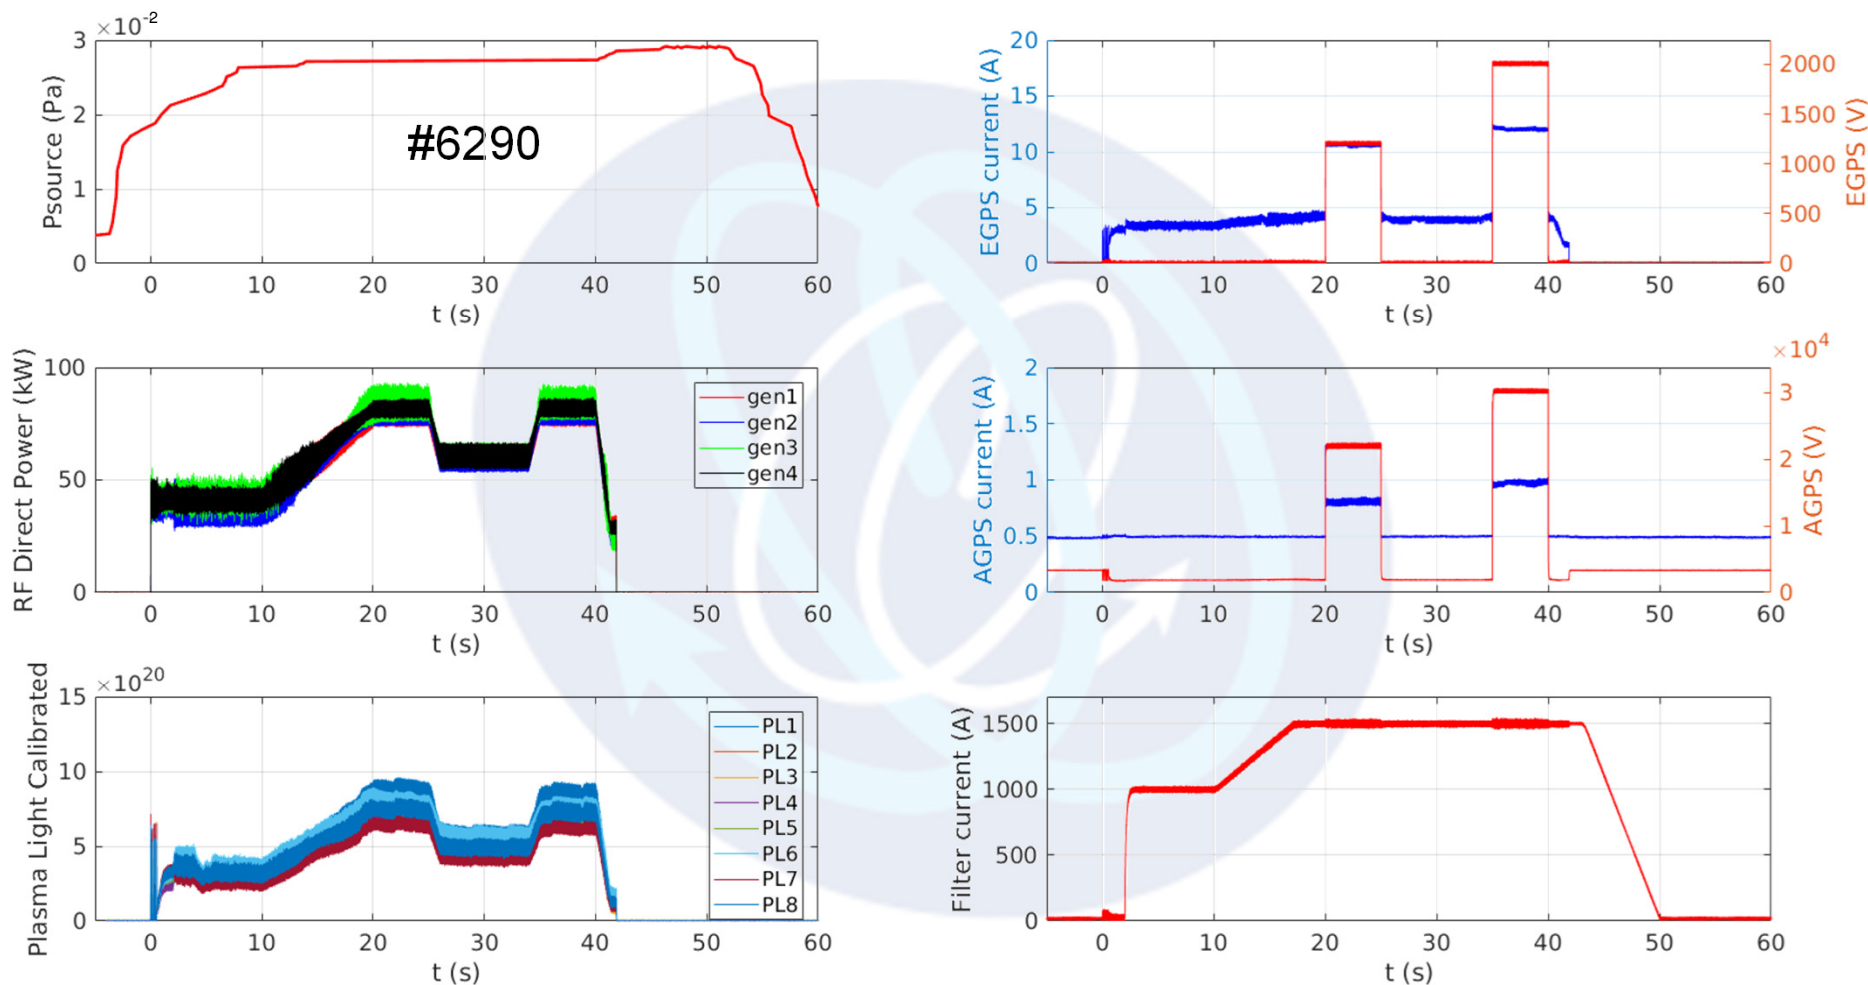 ×10⁻²
3
2
1
0
Psource (Pa)
#6290
0 10 20 30 40 50 60
t (s)
20
15
10
5
0
EGPS current (A)
2000
1500
1000
500
0
EGPS (V)
0 10 20 30 40 50 60
t (s)
100
50
0
RF Direct Power (kW)
gen1
gen2
gen3
gen4
0 10 20 30 40 50 60
t (s)
2
1.5
1
0.5
0
AGPS current (A)
×10⁴
3
2
1
0
AGPS (V)
0 10 20 30 40 50 60
t (s)
×10²⁰
15
10
5
0
Plasma Light Calibrated
PL1
PL2
PL3
PL4
PL5
PL6
PL7
PL8
0 10 20 30 40 50 60
t (s)
1500
1000
500
0
Filter current (A)
0 10 20 30 40 50 60
t (s)